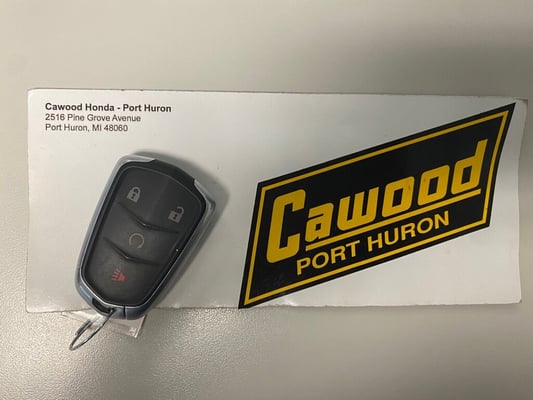 Cawood Honda - Port Huron
2516 Pine Grove Avenue
Port Huron, MI 48060
Cawood
PORT HURON